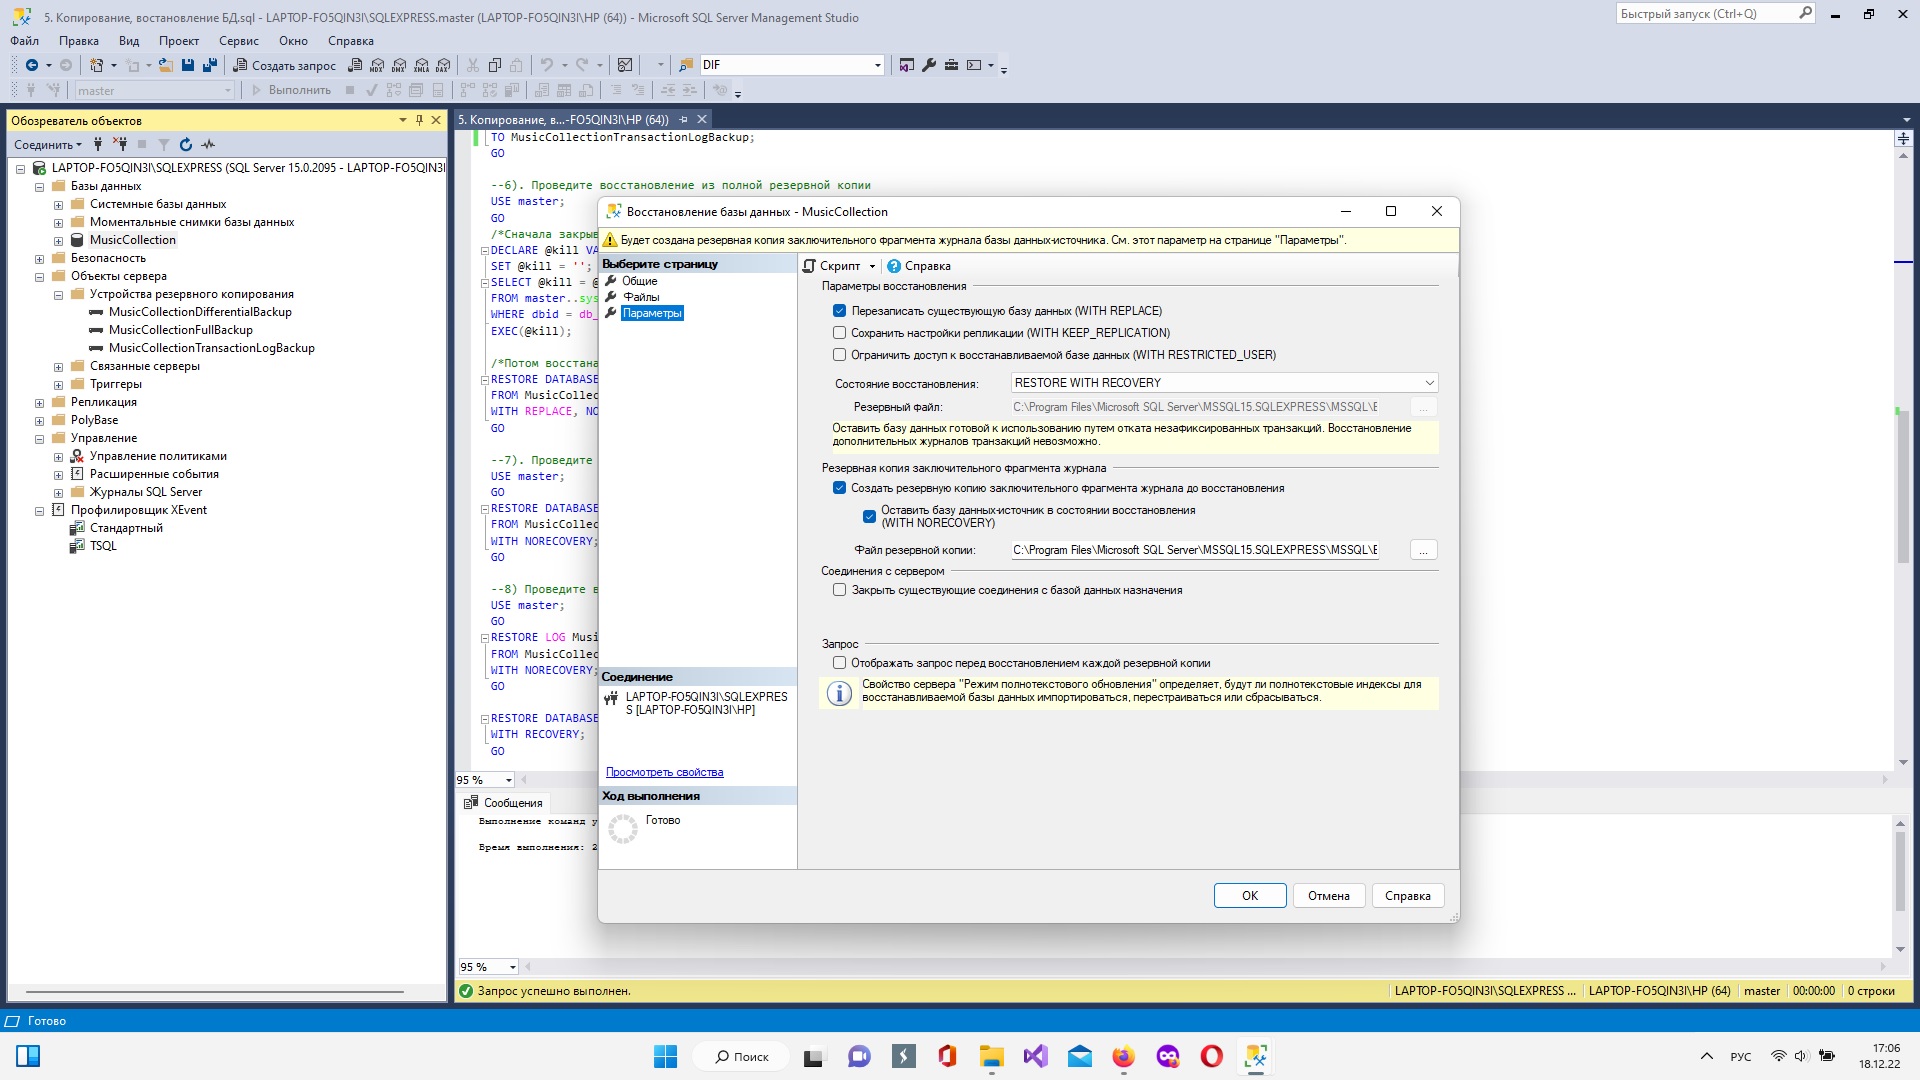 5. Копирование, востановление БД.sql - LAPTOP-FO5QIN3I\SQLEXPRESS.master (LAPTOP-FO5QIN3I\HP (64)) - Microsoft SQL Server Management Studio
Быстрый запуск (Ctrl+Q)
Файл Правка Вид Проект Сервис Окно Справка
Создать запрос MDX DMX XMLA DAX DIF
master Выполнить
Обозреватель объектов
Соединить
LAPTOP-FO5QIN3I\SQLEXPRESS (SQL Server 15.0.2095 - LAPTOP-FO5QIN3I
Базы данных
Системные базы данных
Моментальные снимки базы данных
MusicCollection
Безопасность
Объекты сервера
Устройства резервного копирования
MusicCollectionDifferentialBackup
MusicCollectionFullBackup
MusicCollectionTransactionLogBackup
Связанные серверы
Триггеры
Репликация
PolyBase
Управление
Управление политиками
Расширенные события
Журналы SQL Server
Профилировщик XEvent
Стандартный
TSQL
5. Копирование, в...-FO5QIN3I\HP (64))
TO MusicCollectionTransactionLogBackup;
GO
--6). Проведите восстановление из полной резервной копии
USE master;
GO
/*Сначала закрыв
DECLARE @kill VA
SET @kill = '';
SELECT @kill = @
FROM master..sys
WHERE dbid = db_
EXEC(@kill);
/*Потом восстана
RESTORE DATABASE
FROM MusicCollec
WITH REPLACE, NO
GO
--7). Проведите
USE master;
GO
RESTORE DATABASE
FROM MusicCollec
WITH NORECOVERY;
GO
--8) Проведите в
USE master;
GO
RESTORE LOG Musi
FROM MusicCollec
WITH NORECOVERY;
GO
RESTORE DATABASE
WITH RECOVERY;
GO
95 %
Сообщения
Выполнение команд у
Время выполнения: 2
95 %
Восстановление базы данных - MusicCollection
Будет создана резервная копия заключительного фрагмента журнала базы данных-источника. См. этот параметр на странице "Параметры".
Выберите страницу
Общие
Файлы
Параметры
Соединение
LAPTOP-FO5QIN3I\SQLEXPRES
S [LAPTOP-FO5QIN3I\HP]
Просмотреть свойства
Ход выполнения
Готово
Скрипт Справка
Параметры восстановления
Перезаписать существующую базу данных (WITH REPLACE)
Сохранить настройки репликации (WITH KEEP_REPLICATION)
Ограничить доступ к восстанавливаемой базе данных (WITH RESTRICTED_USER)
Состояние восстановления: RESTORE WITH RECOVERY
Резервный файл: C:\Program Files\Microsoft SQL Server\MSSQL15.SQLEXPRESS\MSSQL\E ...
Оставить базу данных готовой к использованию путем отката незафиксированных транзакций. Восстановление
дополнительных журналов транзакций невозможно.
Резервная копия заключительного фрагмента журнала
Создать резервную копию заключительного фрагмента журнала до восстановления
Оставить базу данных-источник в состоянии восстановления
(WITH NORECOVERY)
Файл резервной копии: C:\Program Files\Microsoft SQL Server\MSSQL15.SQLEXPRESS\MSSQL\E ...
Соединения с сервером
Закрыть существующие соединения с базой данных назначения
Запрос
Отображать запрос перед восстановлением каждой резервной копии
Свойство сервера "Режим полнотекстового обновления" определяет, будут ли полнотекстовые индексы для
восстанавливаемой базы данных импортироваться, перестраиваться или сбрасываться.
ОК Отмена Справка
Запрос успешно выполнен. LAPTOP-FO5QIN3I\SQLEXPRESS ... LAPTOP-FO5QIN3I\HP (64) master 00:00:00 0 строки
Готово
Поиск
РУС
17:06
18.12.22